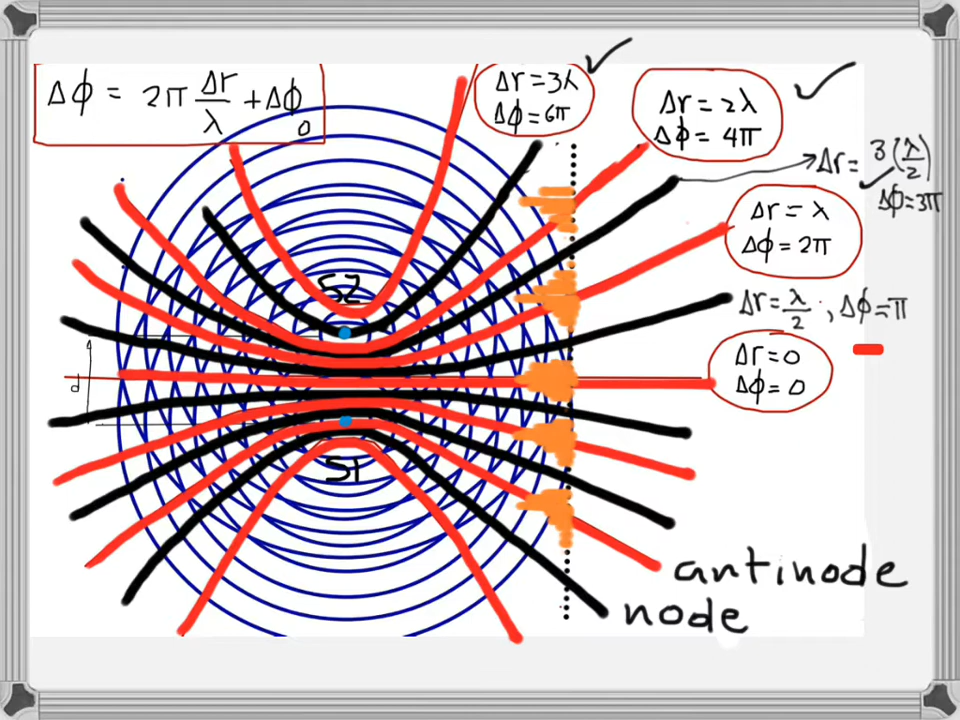 Δϕ = 2π Δr/λ + Δϕ₀
Δr = 3λ
Δϕ = 6π
Δr = 2λ
Δϕ = 4π
Δr = 3(λ/2)
Δϕ = 3π
Δr = λ
Δϕ = 2π
Δr = λ/2 ; Δϕ = π
Δr = 0
Δϕ = 0
S2
d
S1
antinode
node